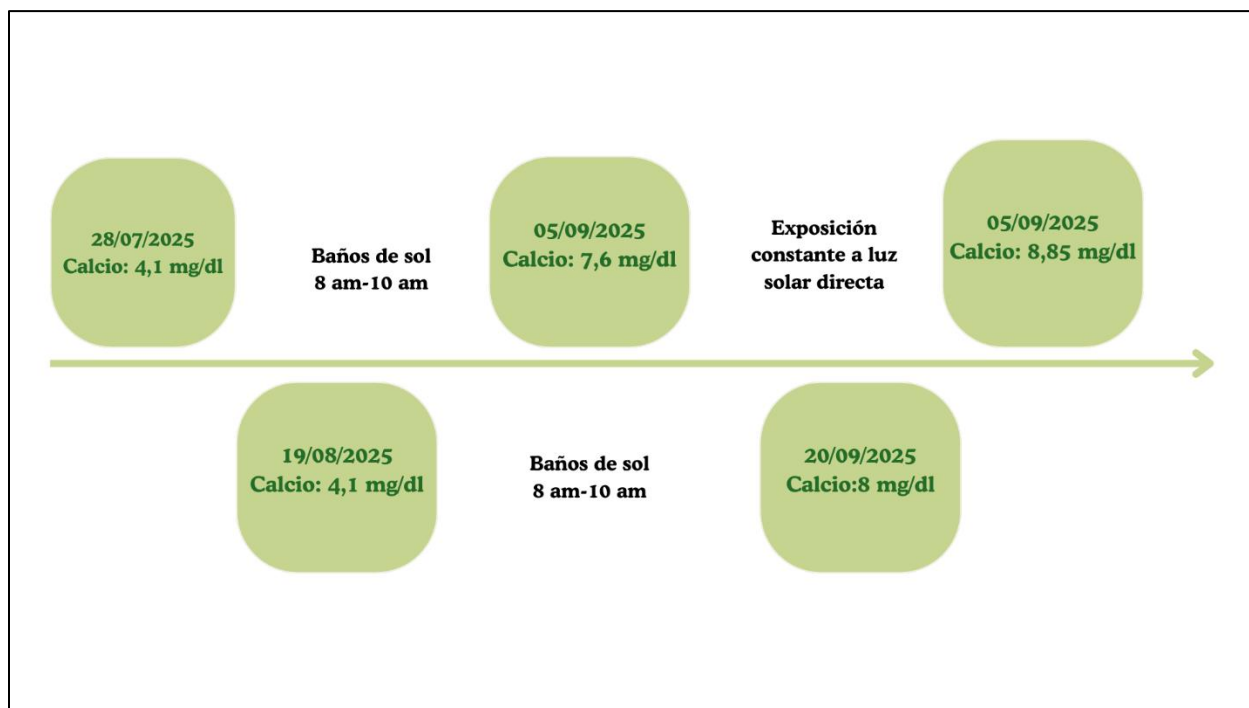 28/07/2025
Calcio: 4,1 mg/dl
Baños de sol
8 am-10 am
05/09/2025
Calcio: 7,6 mg/dl
Exposición
constante a luz
solar directa
05/09/2025
Calcio: 8,85 mg/dl
19/08/2025
Calcio: 4,1 mg/dl
Baños de sol
8 am-10 am
20/09/2025
Calcio:8 mg/dl